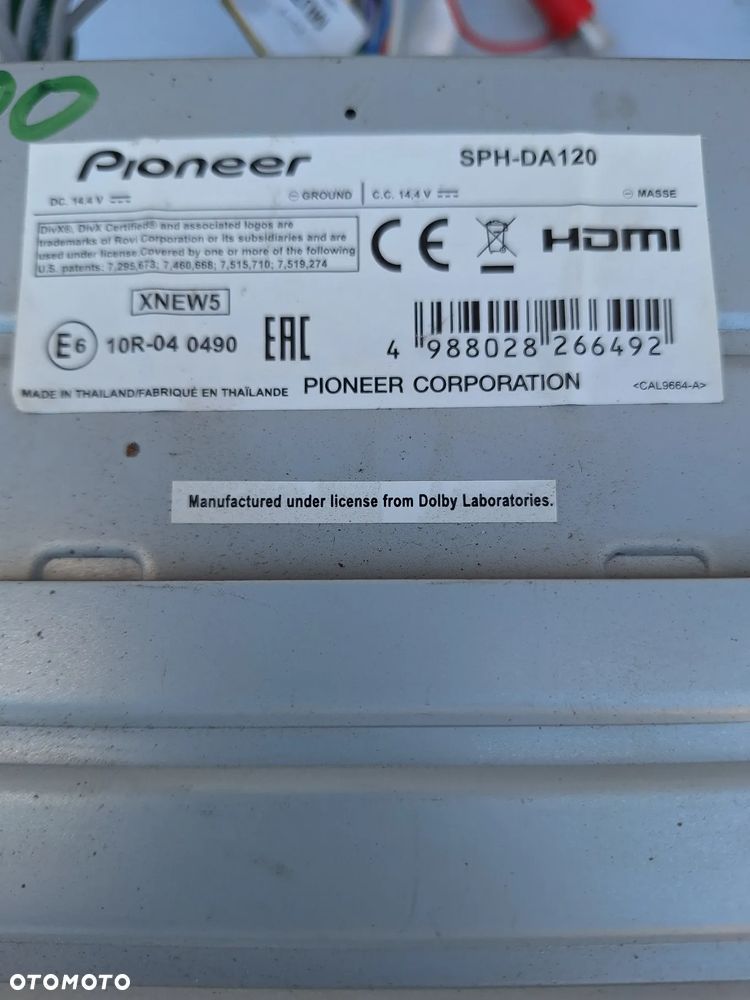 00
Pioneer
SPH-DA120
DC. 14,4 V
GROUND
C.C. 14,4 V
MASSE
DivX®, DivX Certified® and associated logos are
trademarks of Rovi Corporation or its subsidiaries and are
used under license.Covered by one or more of the following
U.S. patents: 7,295,673; 7,460,668; 7,515,710; 7,519,274
CE
HDMI
XNEW5
E6 10R-04 0490
EAC
4 988028 266492
MADE IN THAILAND/FABRIQUÉ EN THAÏLANDE
PIONEER CORPORATION
<CAL9664-A>
Manufactured under license from Dolby Laboratories.
OTOMOTO